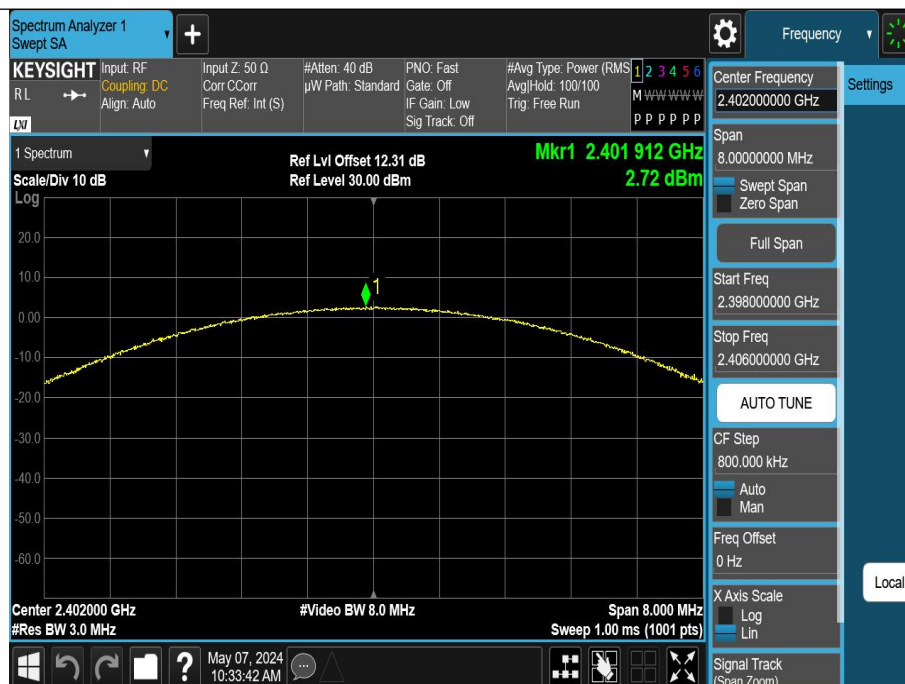 Spectrum Analyzer 1
Swept SA
+
Frequency
KEYSIGHT
RL
LXI
Input: RF
Coupling: DC
Align: Auto
Input Z: 50 Ω
Corr CCorr
Freq Ref: Int (S)
#Atten: 40 dB
µW Path: Standard
PNO: Fast
Gate: Off
IF Gain: Low
Sig Track: Off
#Avg Type: Power (RMS
Avg|Hold: 100/100
Trig: Free Run
1 2 3 4 5 6
M W W W W W
P P P P P P
1 Spectrum
Scale/Div 10 dB
Log
Ref Lvl Offset 12.31 dB
Ref Level 30.00 dBm
Mkr1 2.401 912 GHz
2.72 dBm
20.0
10.0
0.00
-10.0
-20.0
-30.0
-40.0
-50.0
-60.0
1
Center 2.402000 GHz
#Res BW 3.0 MHz
#Video BW 8.0 MHz
Span 8.000 MHz
Sweep 1.00 ms (1001 pts)
?
May 07, 2024
10:33:42 AM
Center Frequency
2.402000000 GHz
Settings
Span
8.00000000 MHz
Swept Span
Zero Span
Full Span
Start Freq
2.398000000 GHz
Stop Freq
2.406000000 GHz
AUTO TUNE
CF Step
800.000 kHz
Auto
Man
Freq Offset
0 Hz
Local
X Axis Scale
Log
Lin
Signal Track
(Span Zoom)